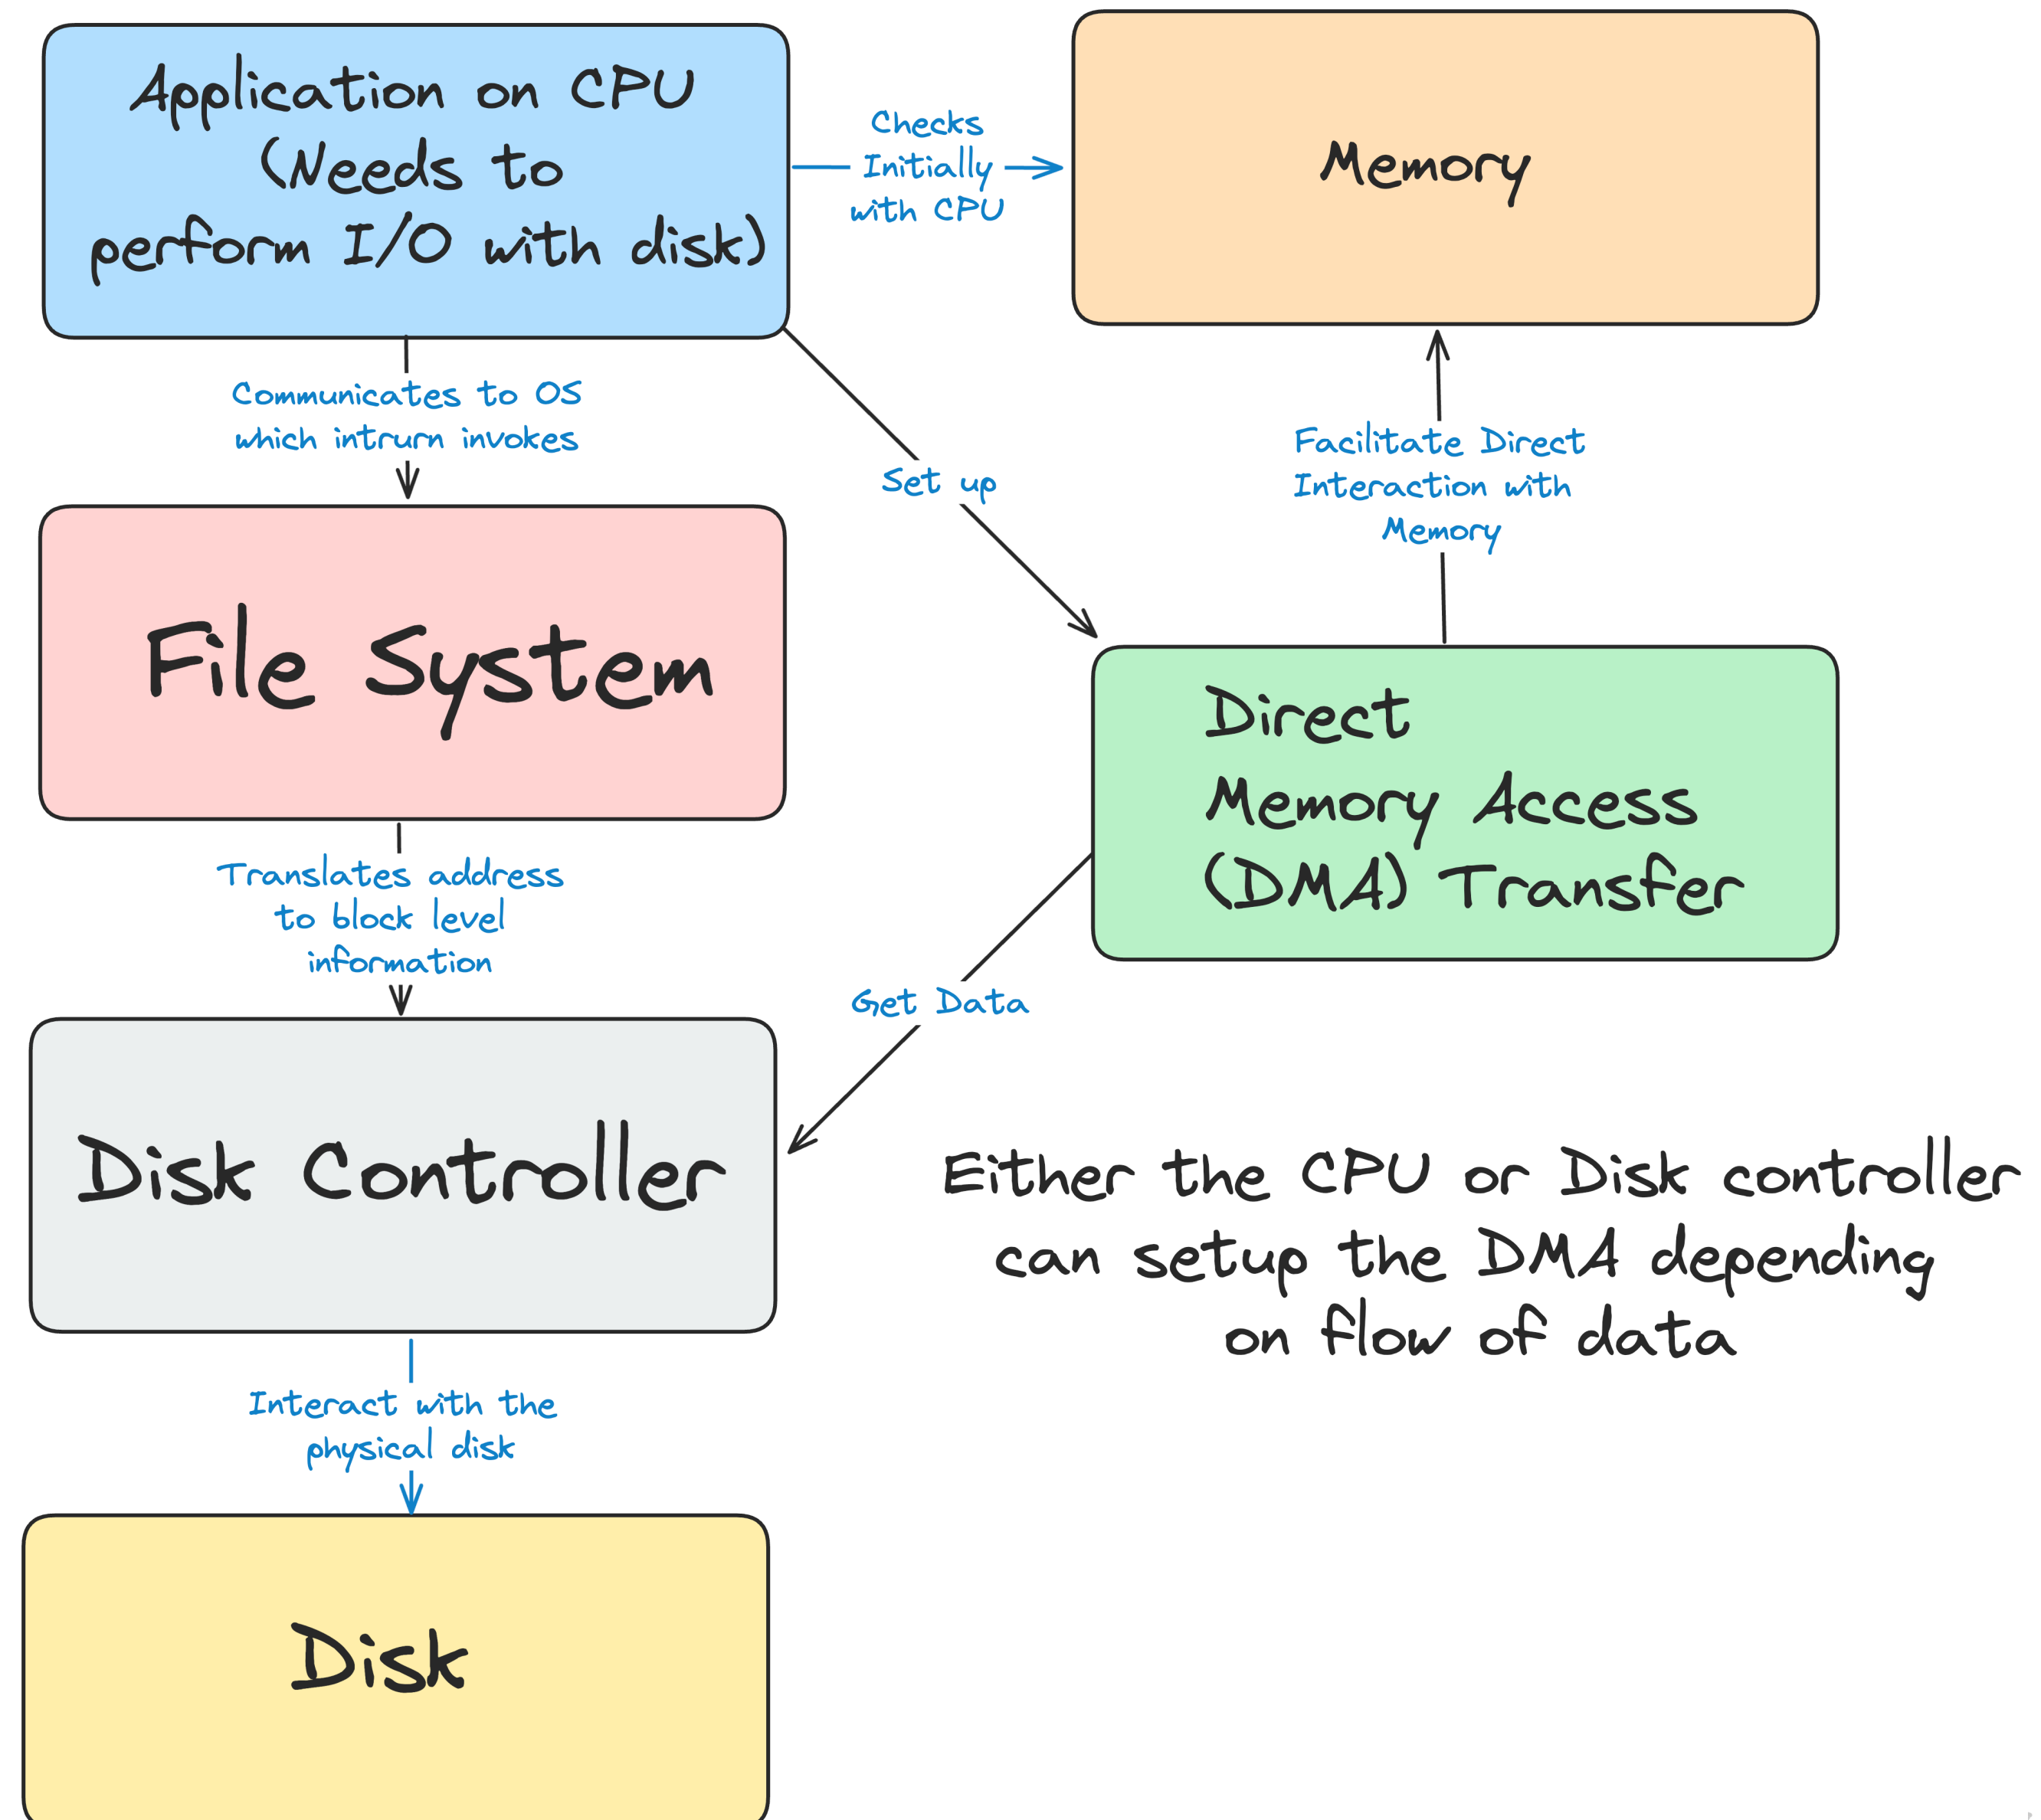 Application on CPU
(Needs to
perform I/O with disk)
Checks
Initially
with CPU
Memory
Communicates to OS
which intrurn invokes
Set up
Facilitate Direct
Interaction with
Memory
File System
Direct
Memory Access
(DMA) Transfer
Translates address
to block level
information
Get Data
Disk Controller
Either the CPU or Disk controller
can setup the DMA depending
on flow of data
Interact with the
physical disk
Disk